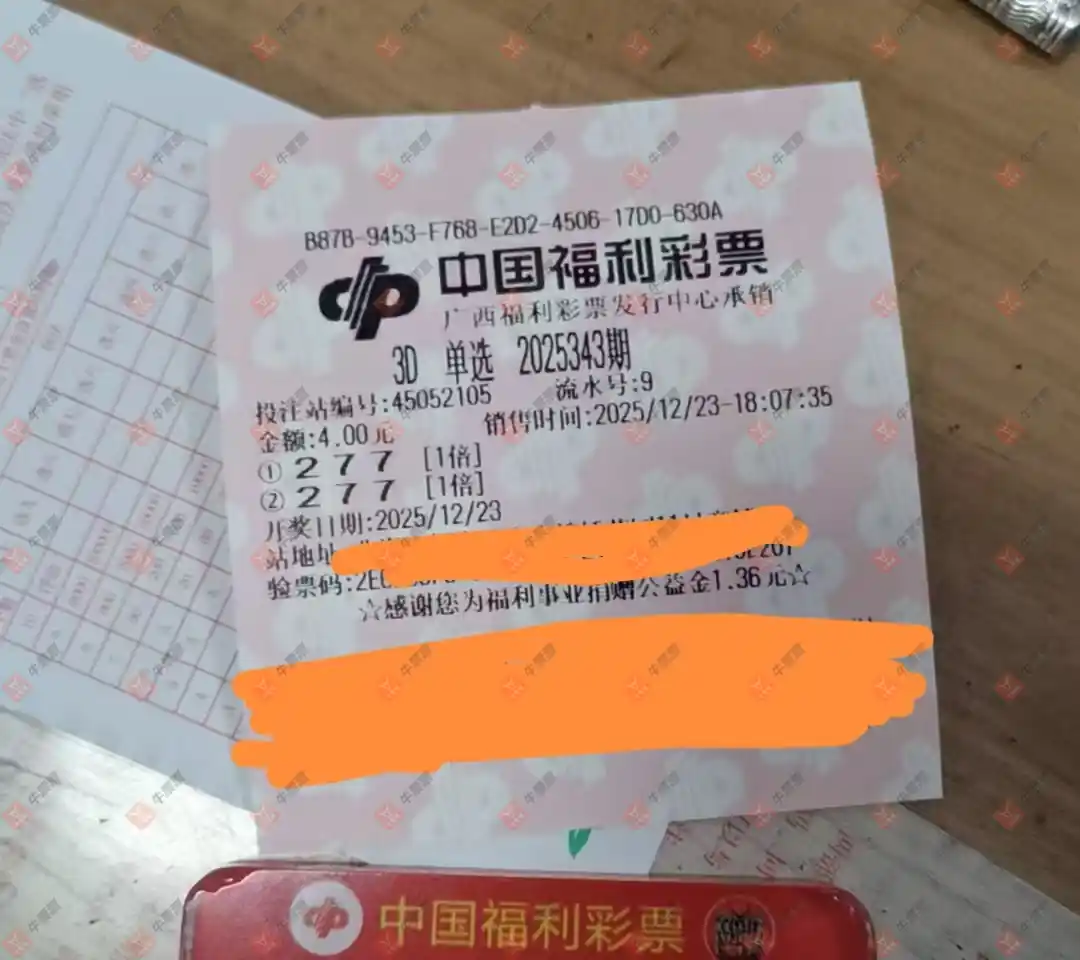 B87B-9453-F768-E2D2-4506-17D0-630A
中国福利彩票
广西福利彩票发行中心承销
3D 单选 2025343期
投注站编号:45052105 流水号:9
金额:4.00元 销售时间:2025/12/23-18:07:35
① 2 7 7 [1倍]
② 2 7 7 [1倍]
开奖日期:2025/12/23
站地址
验票码:
☆感谢您为福利事业捐赠公益金1.36元☆
中国福利彩票
牛票票